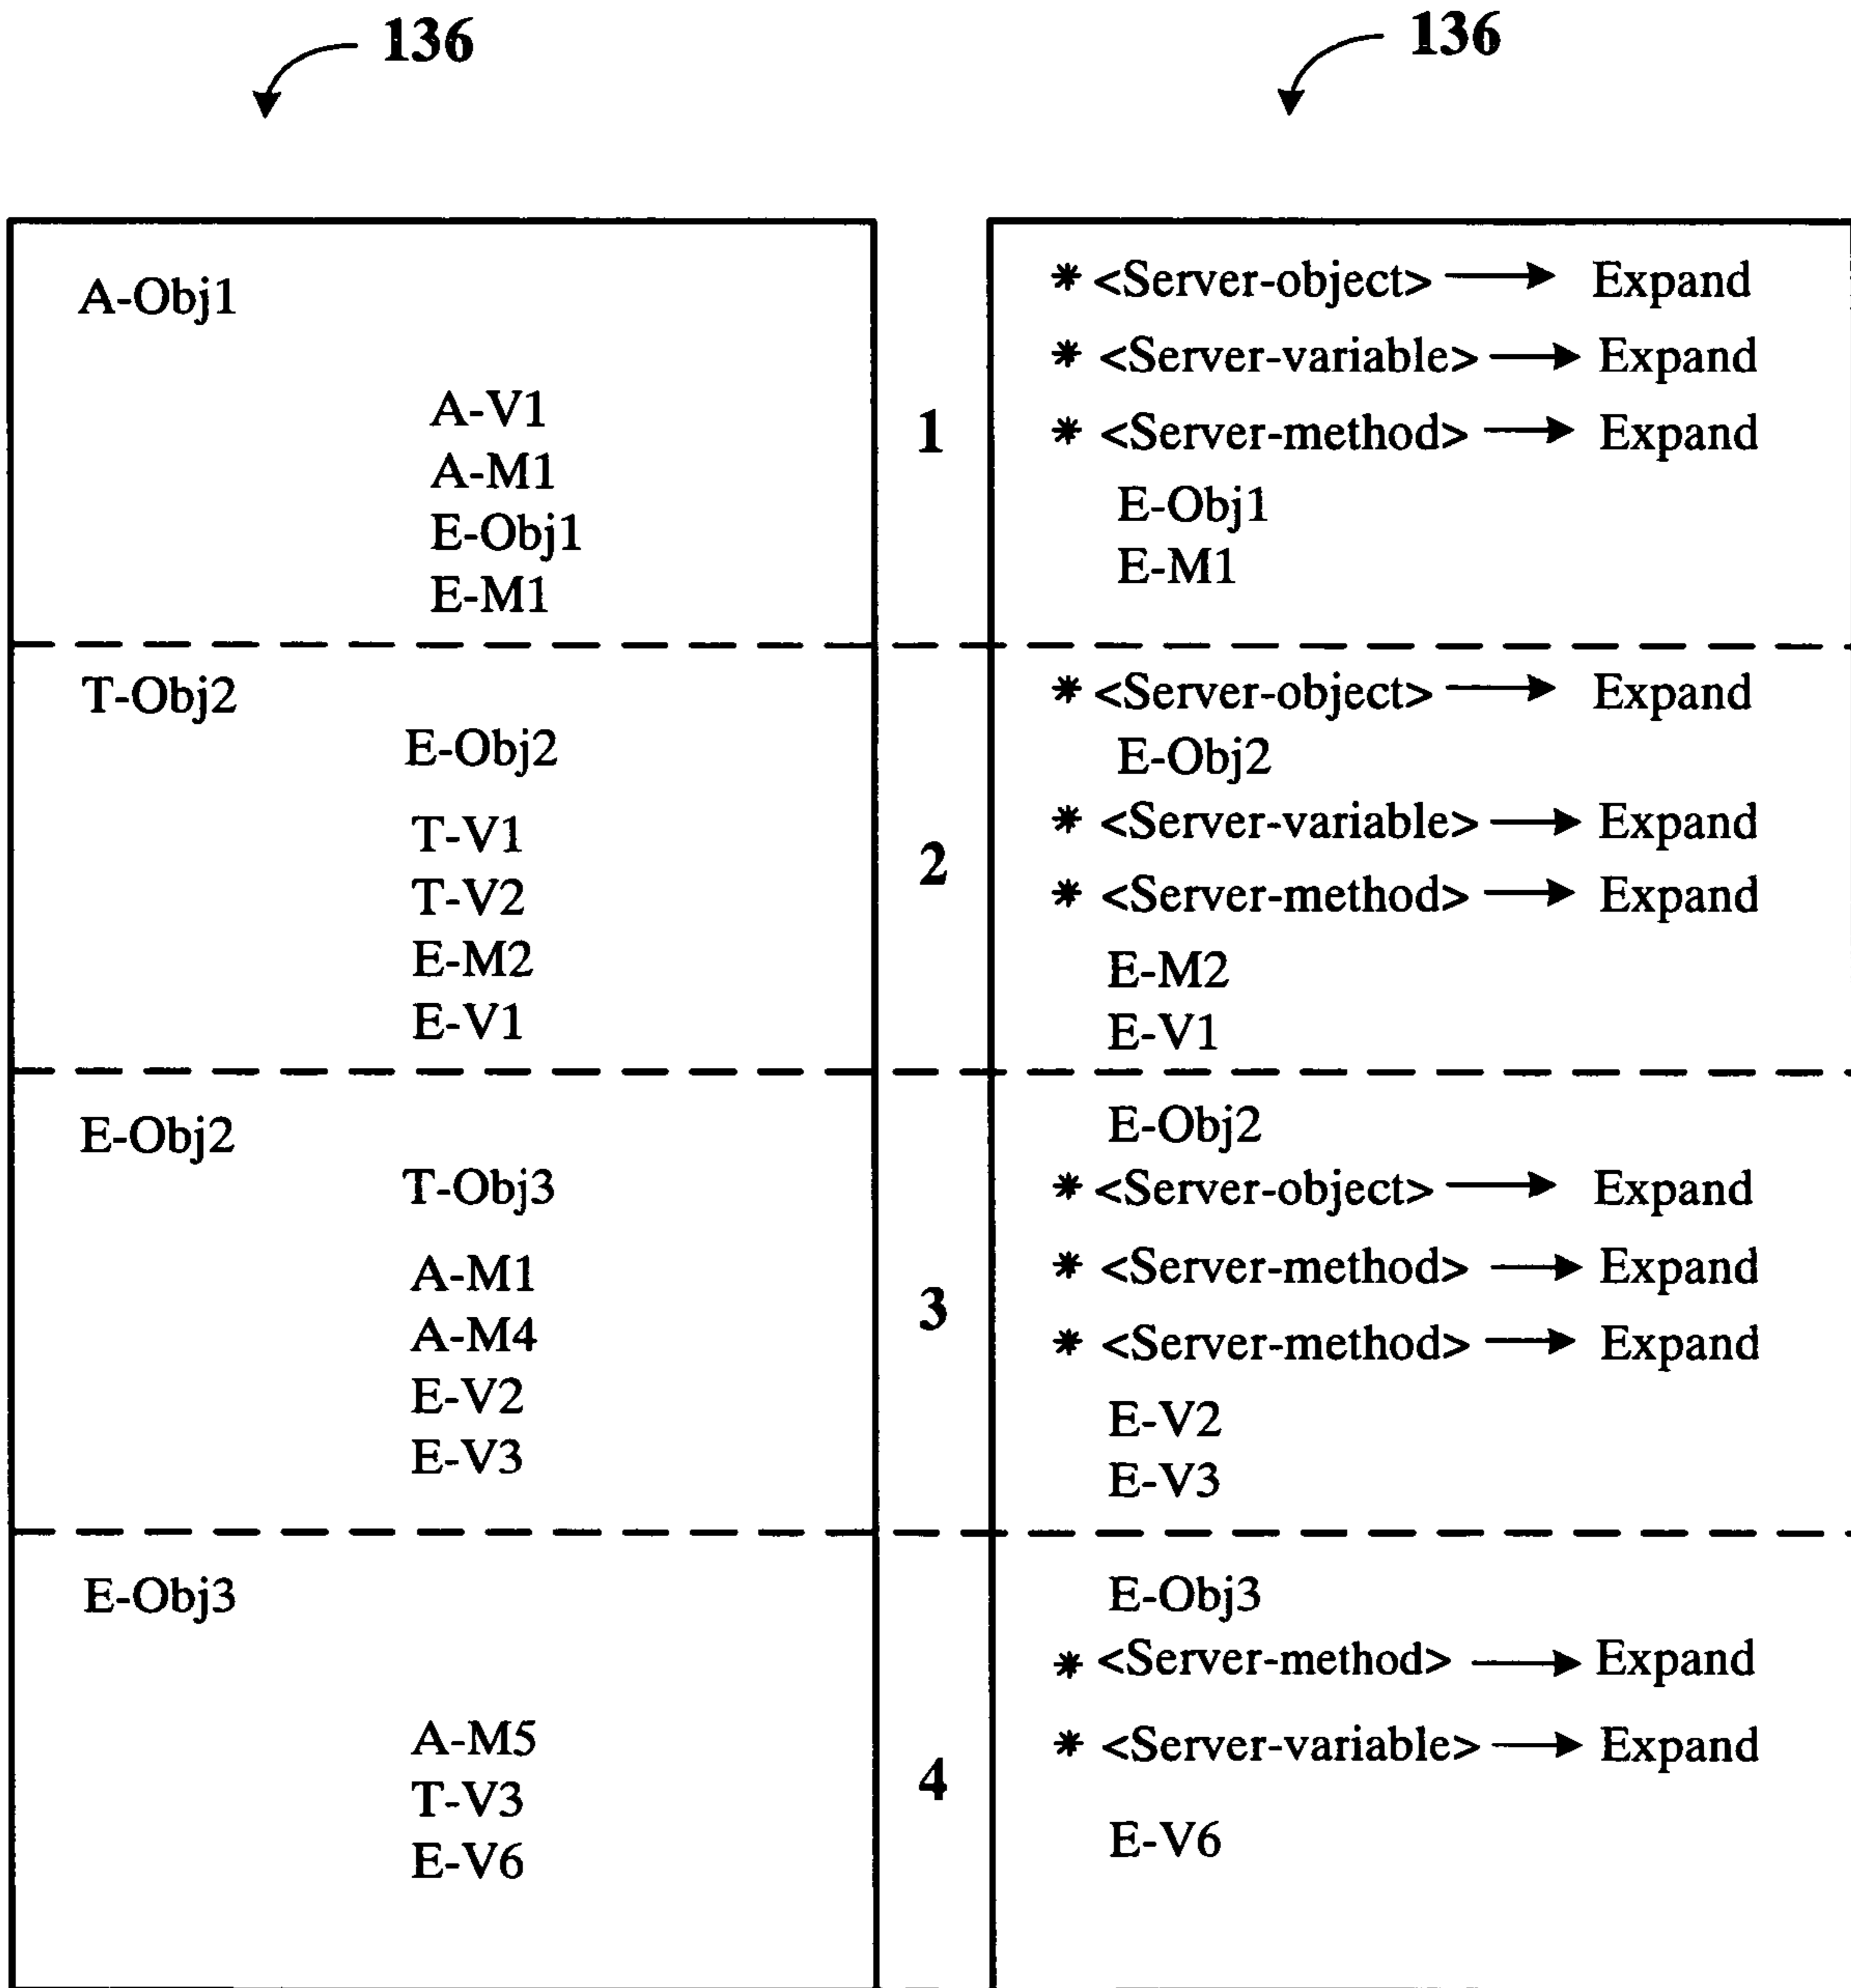 136
136
A-Obj1
A-V1
A-M1
E-Obj1
E-M1
1
* <Server-object> → Expand
* <Server-variable> → Expand
* <Server-method> → Expand
E-Obj1
E-M1
T-Obj2
E-Obj2
T-V1
T-V2
E-M2
E-V1
2
* <Server-object> → Expand
E-Obj2
* <Server-variable> → Expand
* <Server-method> → Expand
E-M2
E-V1
E-Obj2
T-Obj3
A-M1
A-M4
E-V2
E-V3
3
E-Obj2
* <Server-object> → Expand
* <Server-method> → Expand
* <Server-method> → Expand
E-V2
E-V3
E-Obj3
A-M5
T-V3
E-V6
4
E-Obj3
* <Server-method> → Expand
* <Server-variable> → Expand
E-V6